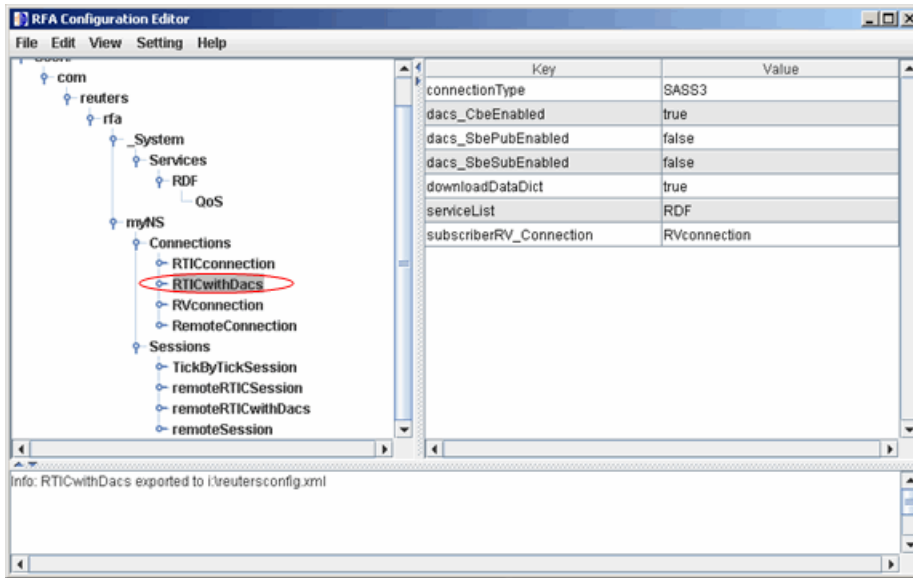 RFA Configuration Editor
File Edit View Setting Help
com
reuters
rfa
_System
Services
RDF
QoS
myNS
Connections
RTICconnection
RTICwithDacs
RVconnection
RemoteConnection
Sessions
TickByTickSession
remoteRTICSession
remoteRTICwithDacs
remoteSession
Key Value
connectionType SASS3
dacs_CbeEnabled true
dacs_SbePubEnabled false
dacs_SbeSubEnabled false
downloadDataDict true
serviceList RDF
subscriberRV_Connection RVconnection
Info: RTICwithDacs exported to i:\reutersconfig.xml